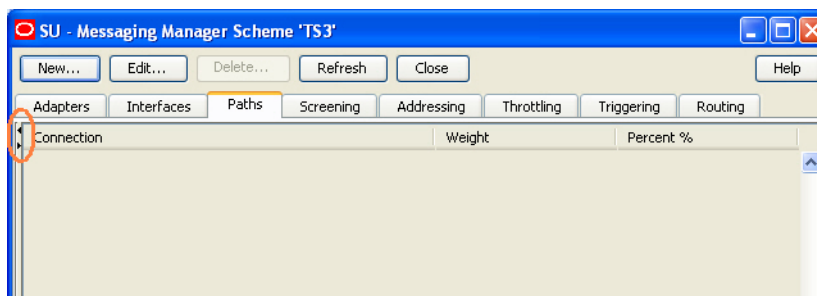 SU - Messaging Manager Scheme 'TS3'
New... Edit... Delete... Refresh Close Help
Adapters Interfaces Paths Screening Addressing Throttling Triggering Routing
Connection Weight Percent %